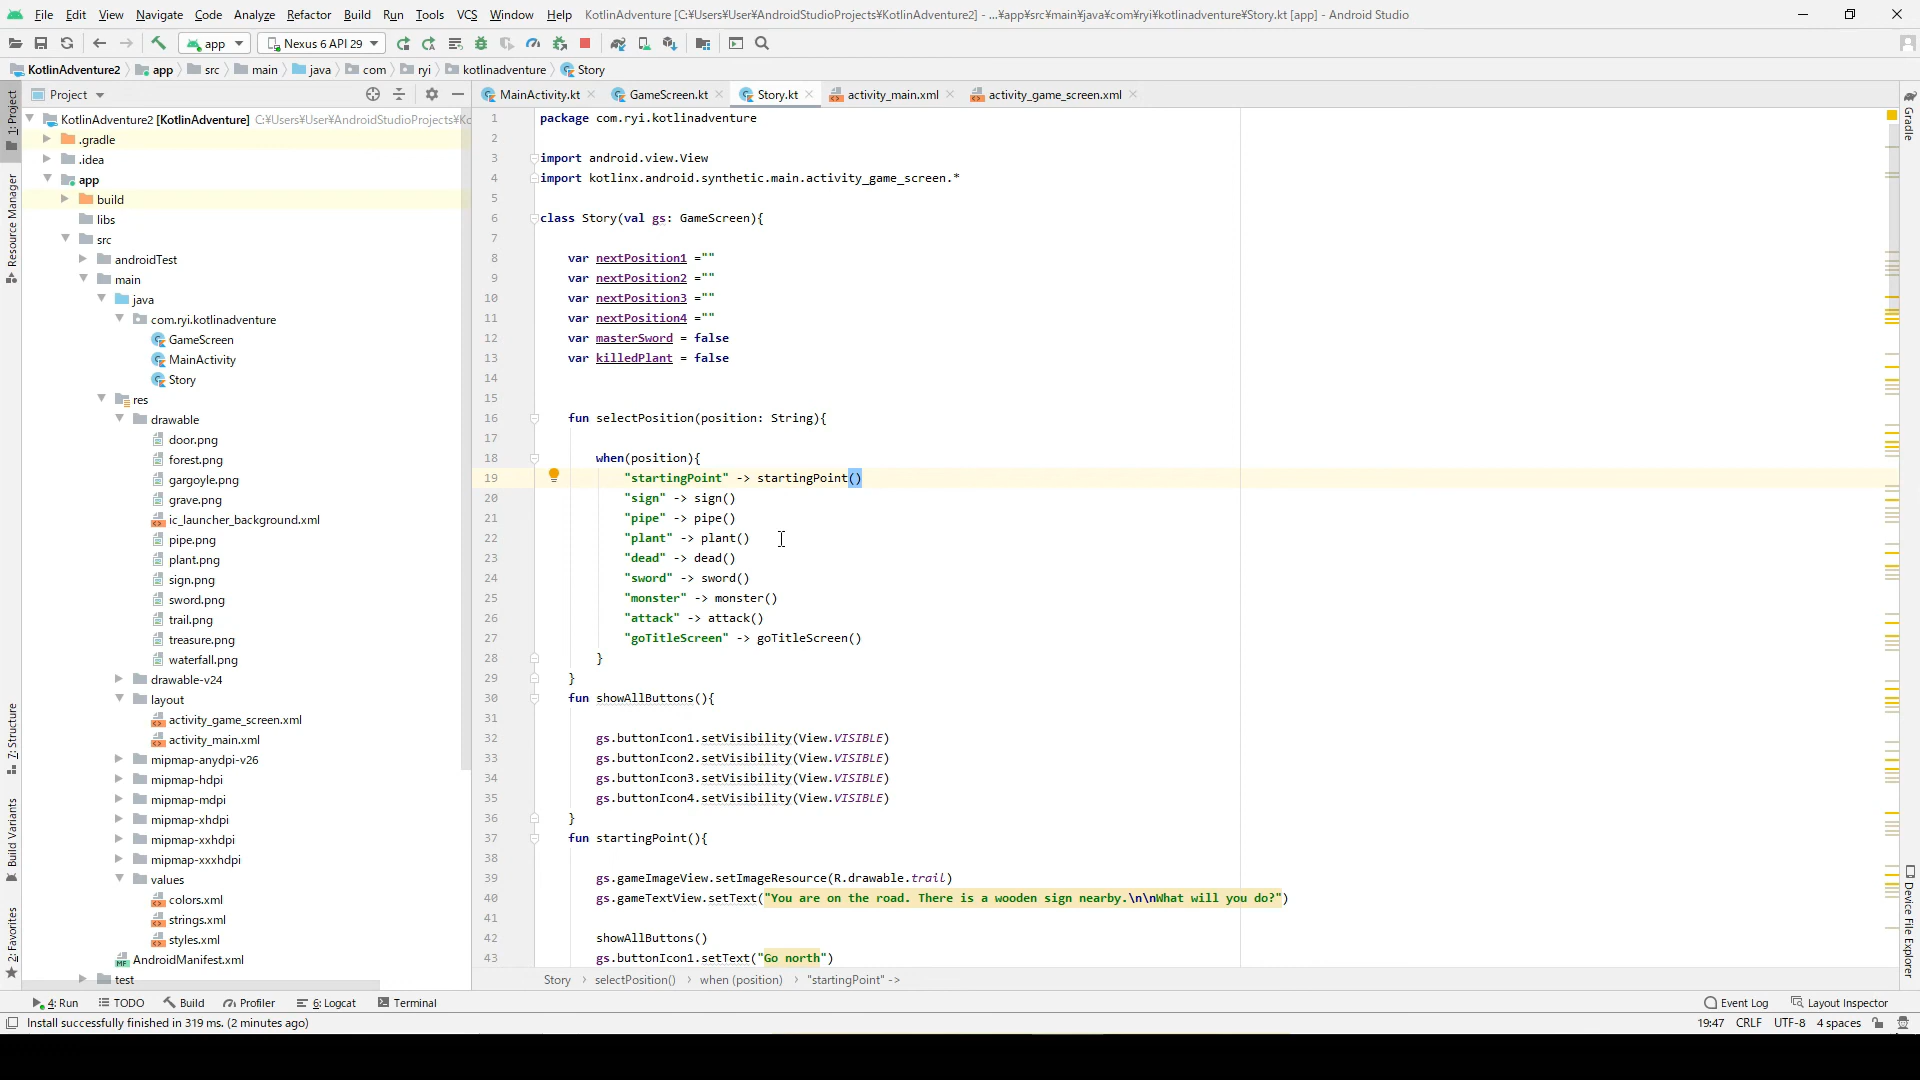 File Edit View Navigate Code Analyze Refactor Build Run Tools VCS Window Help KotlinAdventure [C:¥Users¥User¥AndroidStudioProjects¥KotlinAdventure2] - ...¥app¥src¥main¥java¥com¥ryi¥kotlinadventure¥Story.kt [app] - Android Studio
app Nexus 6 API 29
KotlinAdventure2 app src main java com ryi kotlinadventure Story
Project MainActivity.kt GameScreen.kt Story.kt activity_main.xml activity_game_screen.xml
1: Project
Resource Manager
7: Structure
Build Variants
2: Favorites
KotlinAdventure2 [KotlinAdventure] C:¥Users¥User¥AndroidStudioProjects¥Ko
.gradle
.idea
app
build
libs
src
androidTest
main
java
com.ryi.kotlinadventure
GameScreen
MainActivity
Story
res
drawable
door.png
forest.png
gargoyle.png
grave.png
ic_launcher_background.xml
pipe.png
plant.png
sign.png
sword.png
trail.png
treasure.png
waterfall.png
drawable-v24
layout
activity_game_screen.xml
activity_main.xml
mipmap-anydpi-v26
mipmap-hdpi
mipmap-mdpi
mipmap-xhdpi
mipmap-xxhdpi
mipmap-xxxhdpi
values
colors.xml
strings.xml
styles.xml
AndroidManifest.xml
test
1 package com.ryi.kotlinadventure
2
3 import android.view.View
4 import kotlinx.android.synthetic.main.activity_game_screen.*
5
6 class Story(val gs: GameScreen){
7
8 var nextPosition1 =""
9 var nextPosition2 =""
10 var nextPosition3 =""
11 var nextPosition4 =""
12 var masterSword = false
13 var killedPlant = false
14
15
16 fun selectPosition(position: String){
17
18 when(position){
19 "startingPoint" -> startingPoint()
20 "sign" -> sign()
21 "pipe" -> pipe()
22 "plant" -> plant()
23 "dead" -> dead()
24 "sword" -> sword()
25 "monster" -> monster()
26 "attack" -> attack()
27 "goTitleScreen" -> goTitleScreen()
28 }
29 }
30 fun showAllButtons(){
31
32 gs.buttonIcon1.setVisibility(View.VISIBLE)
33 gs.buttonIcon2.setVisibility(View.VISIBLE)
34 gs.buttonIcon3.setVisibility(View.VISIBLE)
35 gs.buttonIcon4.setVisibility(View.VISIBLE)
36 }
37 fun startingPoint(){
38
39 gs.gameImageView.setImageResource(R.drawable.trail)
40 gs.gameTextView.setText("You are on the road. There is a wooden sign nearby.\n\nWhat will you do?")
41
42 showAllButtons()
43 gs.buttonIcon1.setText("Go north")
Gradle
Device File Explorer
Story selectPosition() when (position) "startingPoint" ->
4: Run TODO Build Profiler 6: Logcat Terminal Event Log Layout Inspector
Install successfully finished in 319 ms. (2 minutes ago) 19:47 CRLF UTF-8 4 spaces